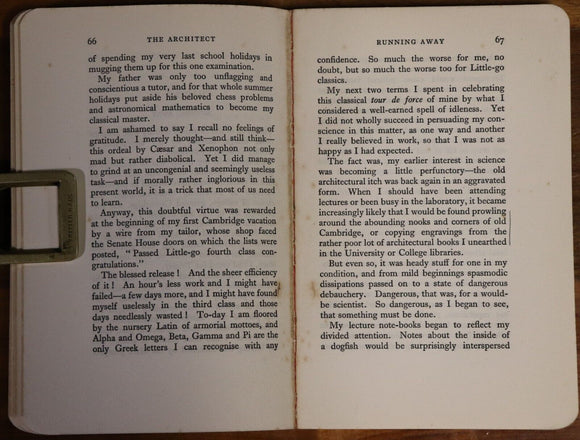 66 THE ARCHITECT
of spending my very last school holidays in
mugging them up for this one examination.
My father was only too unflagging and
conscientious a tutor, and for that whole summer
holidays put aside his beloved chess problems
and astronomical mathematics to become my
classical master.
I am ashamed to say I recall no feelings of
gratitude. I merely thought—and still think—
this ordeal by Cæsar and Xenophon not only
mad but rather diabolical. Yet I did manage
to grind at an uncongenial and seemingly useless
task—and if morally rather inglorious in this
present world, it is a trick that most of us need
to learn.
Anyway, this doubtful virtue was rewarded
at the beginning of my first Cambridge vacation
by a wire from my tailor, whose shop faced
the Senate House doors on which the lists were
posted, "Passed Little-go fourth class con-
gratulations."
The blessed release! And the sheer efficiency
of it! An hour's less work and I might have
failed—a few days more, and I might have found
myself uselessly in the third class and those
days needlessly wasted! To-day I am floored
by the nursery Latin of armorial mottoes, and
Alpha and Omega, Beta, Gamma and Pi are the
only Greek letters I can recognise with any
RUNNING AWAY 67
confidence. So much the worse for me, no
doubt, but so much the worse too for Little-go
classics.
My next two terms I spent in celebrating
this classical tour de force of mine by what I
considered a well-earned spell of idleness. Yet
I did not wholly succeed in persuading my con-
science in this matter, as one way and another
I really believed in work, so that I was not as
happy as I had expected.
The fact was, my earlier interest in science
was becoming a little perfunctory—the old
architectural itch was back again in an aggravated
form. When I should have been attending
lectures or been busy in the laboratory, it became
increasingly likely that I would be found prowling
around the abounding nooks and corners of old
Cambridge, or copying engravings from the
rather poor lot of architectural books I unearthed
in the University or College libraries.
But even so, it was heady stuff for one in my
condition, and from mild beginnings spasmodic
dissipations passed on to a state of dangerous
debauchery. Dangerous, that was, for a would-
be scientist. So dangerous, as I began to see,
that something must be done.
My lecture note-books began to reflect my
divided attention. Notes about the inside of
a dogfish would be surprisingly interspersed